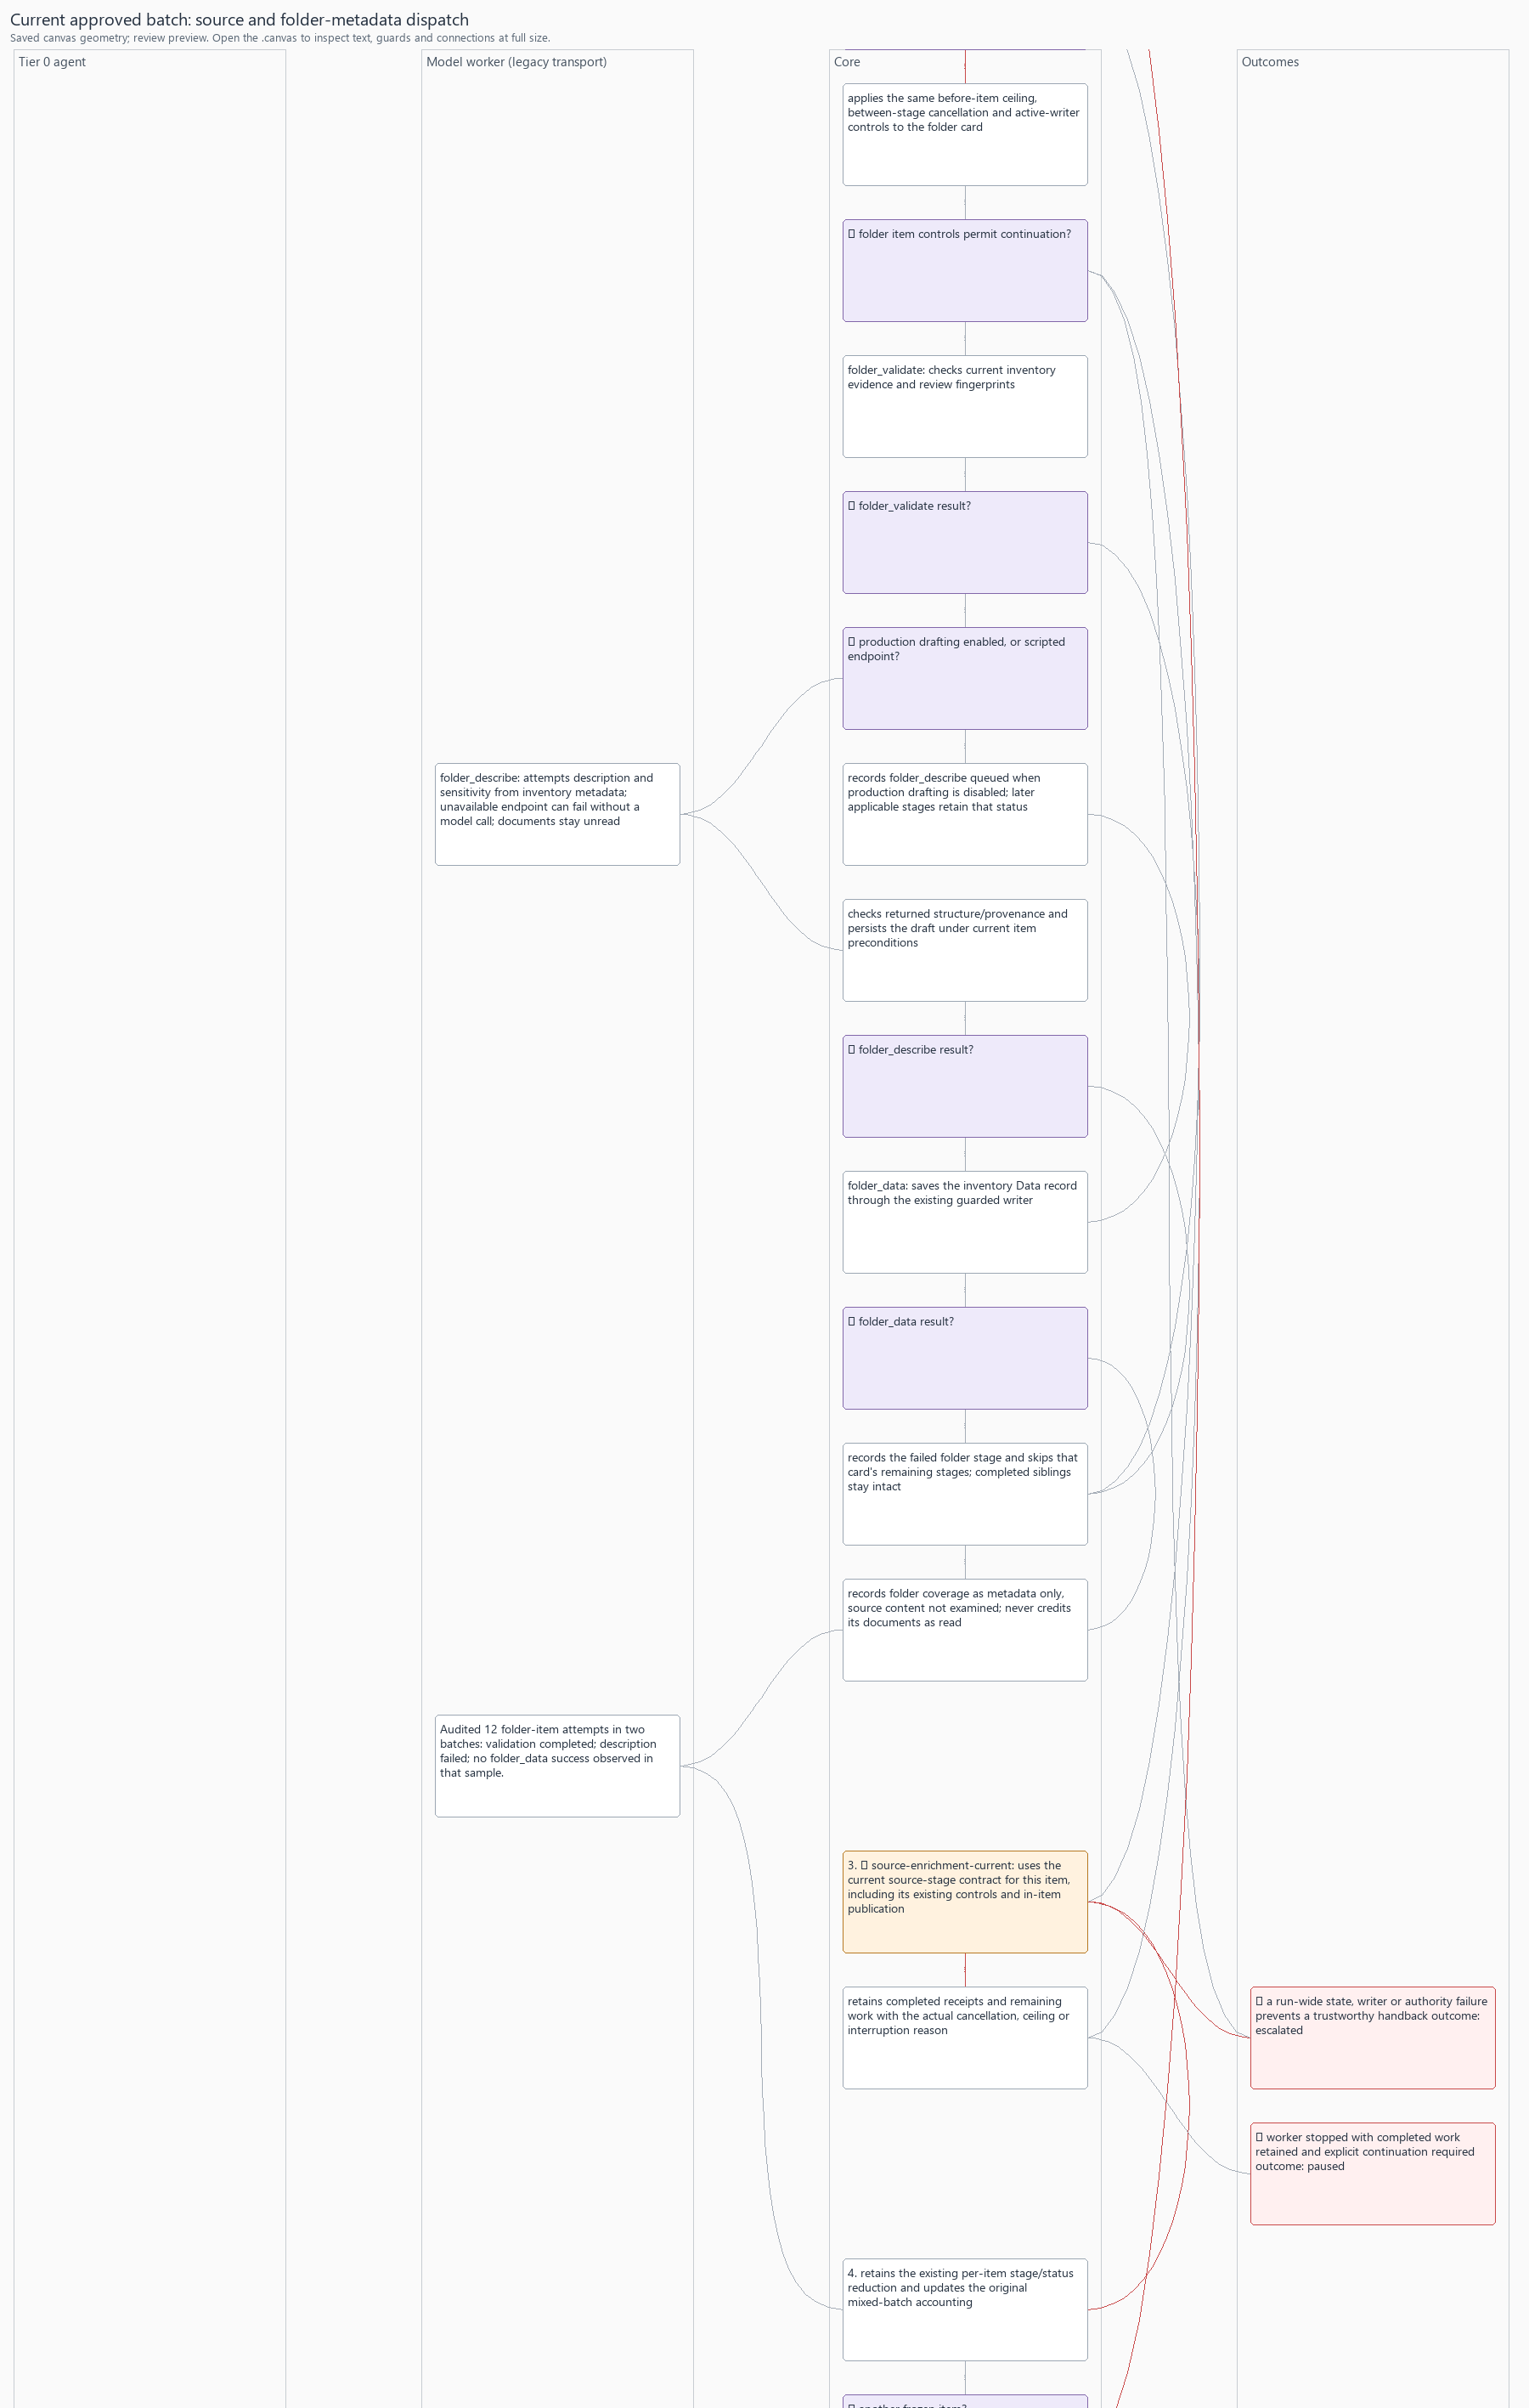 Current approved batch: source and folder-metadata dispatch
Saved canvas geometry; review preview. Open the .canvas to inspect text, guards and connections at full size.
Tier 0 agent
Model worker (legacy transport)
Core
Outcomes
applies the same before-item ceiling,
between-stage cancellation and active-writer
controls to the folder card
folder item controls permit continuation?
folder_validate: checks current inventory
evidence and review fingerprints
folder_validate result?
production drafting enabled, or scripted
endpoint?
folder_describe: attempts description and
sensitivity from inventory metadata;
unavailable endpoint can fail without a
model call; documents stay unread
records folder_describe queued when
production drafting is disabled; later
applicable stages retain that status
checks returned structure/provenance and
persists the draft under current item
preconditions
folder_describe result?
folder_data: saves the inventory Data record
through the existing guarded writer
folder_data result?
records the failed folder stage and skips that
card's remaining stages; completed siblings
stay intact
records folder coverage as metadata only,
source content not examined; never credits
its documents as read
Audited 12 folder-item attempts in two
batches: validation completed; description
failed; no folder_data success observed in
that sample.
3. source-enrichment-current: uses the
current source-stage contract for this item,
including its existing controls and in-item
publication
retains completed receipts and remaining
work with the actual cancellation, ceiling or
interruption reason
a run-wide state, writer or authority failure
prevents a trustworthy handback outcome:
escalated
worker stopped with completed work
retained and explicit continuation required
outcome: paused
4. retains the existing per-item stage/status
reduction and updates the original
mixed-batch accounting